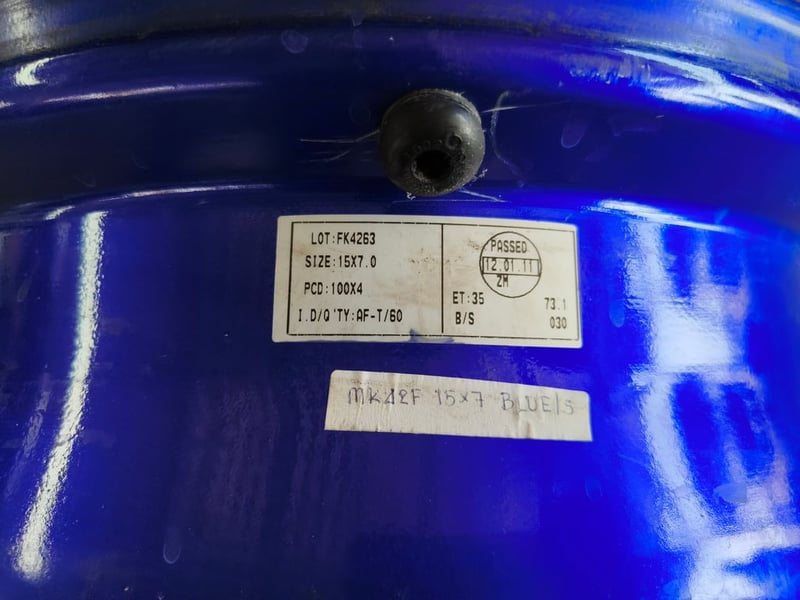 LOT:FK4263
SIZE:15X7.0
PCD:100X4
I.D/Q'TY:AF-T/60
PASSED
12.01.11
ZM
ET:35 73.1
B/S 030
MK42F 15x7 BLUE/S